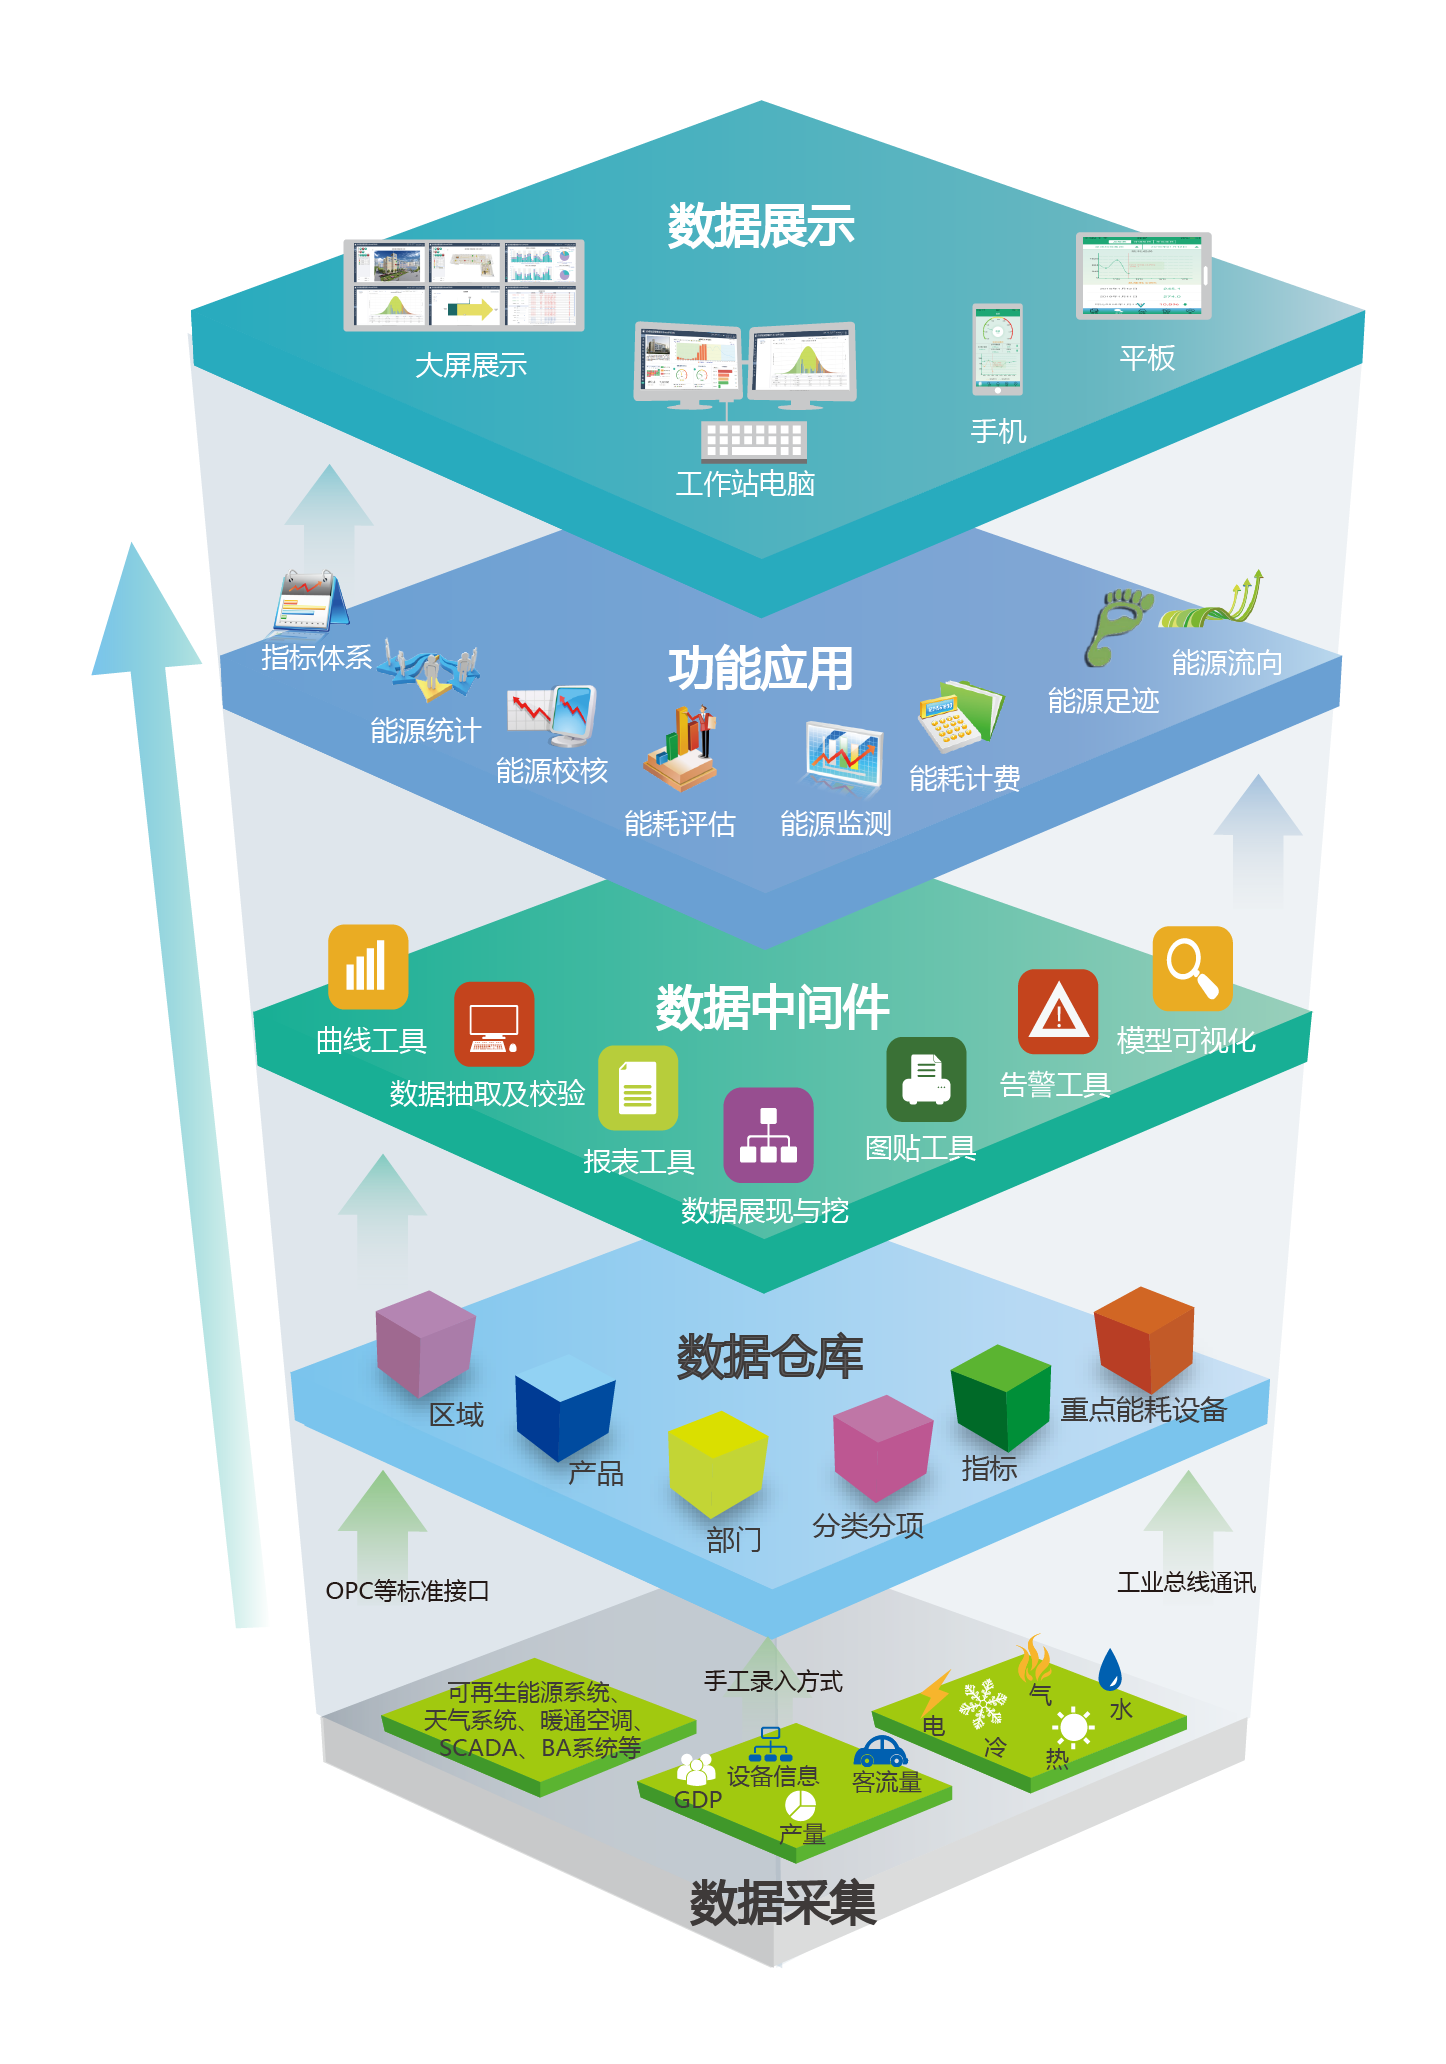 数据展示
大屏展示
工作站电脑
手机
平板
功能应用
指标体系
能源统计
能源校核
能耗评估
能源监测
能耗计费
能源足迹
能源流向
数据中间件
曲线工具
数据抽取及校验
报表工具
数据展现与挖
图贴工具
告警工具
模型可视化
数据仓库
区域
产品
部门
分类分项
指标
重点能耗设备
OPC等标准接口
手工录入方式
工业总线通讯
可再生能源系统、
天气系统、暖通空调、
SCADA、BA系统等
GDP
设备信息
产量
客流量
电
冷
气
热
水
数据采集